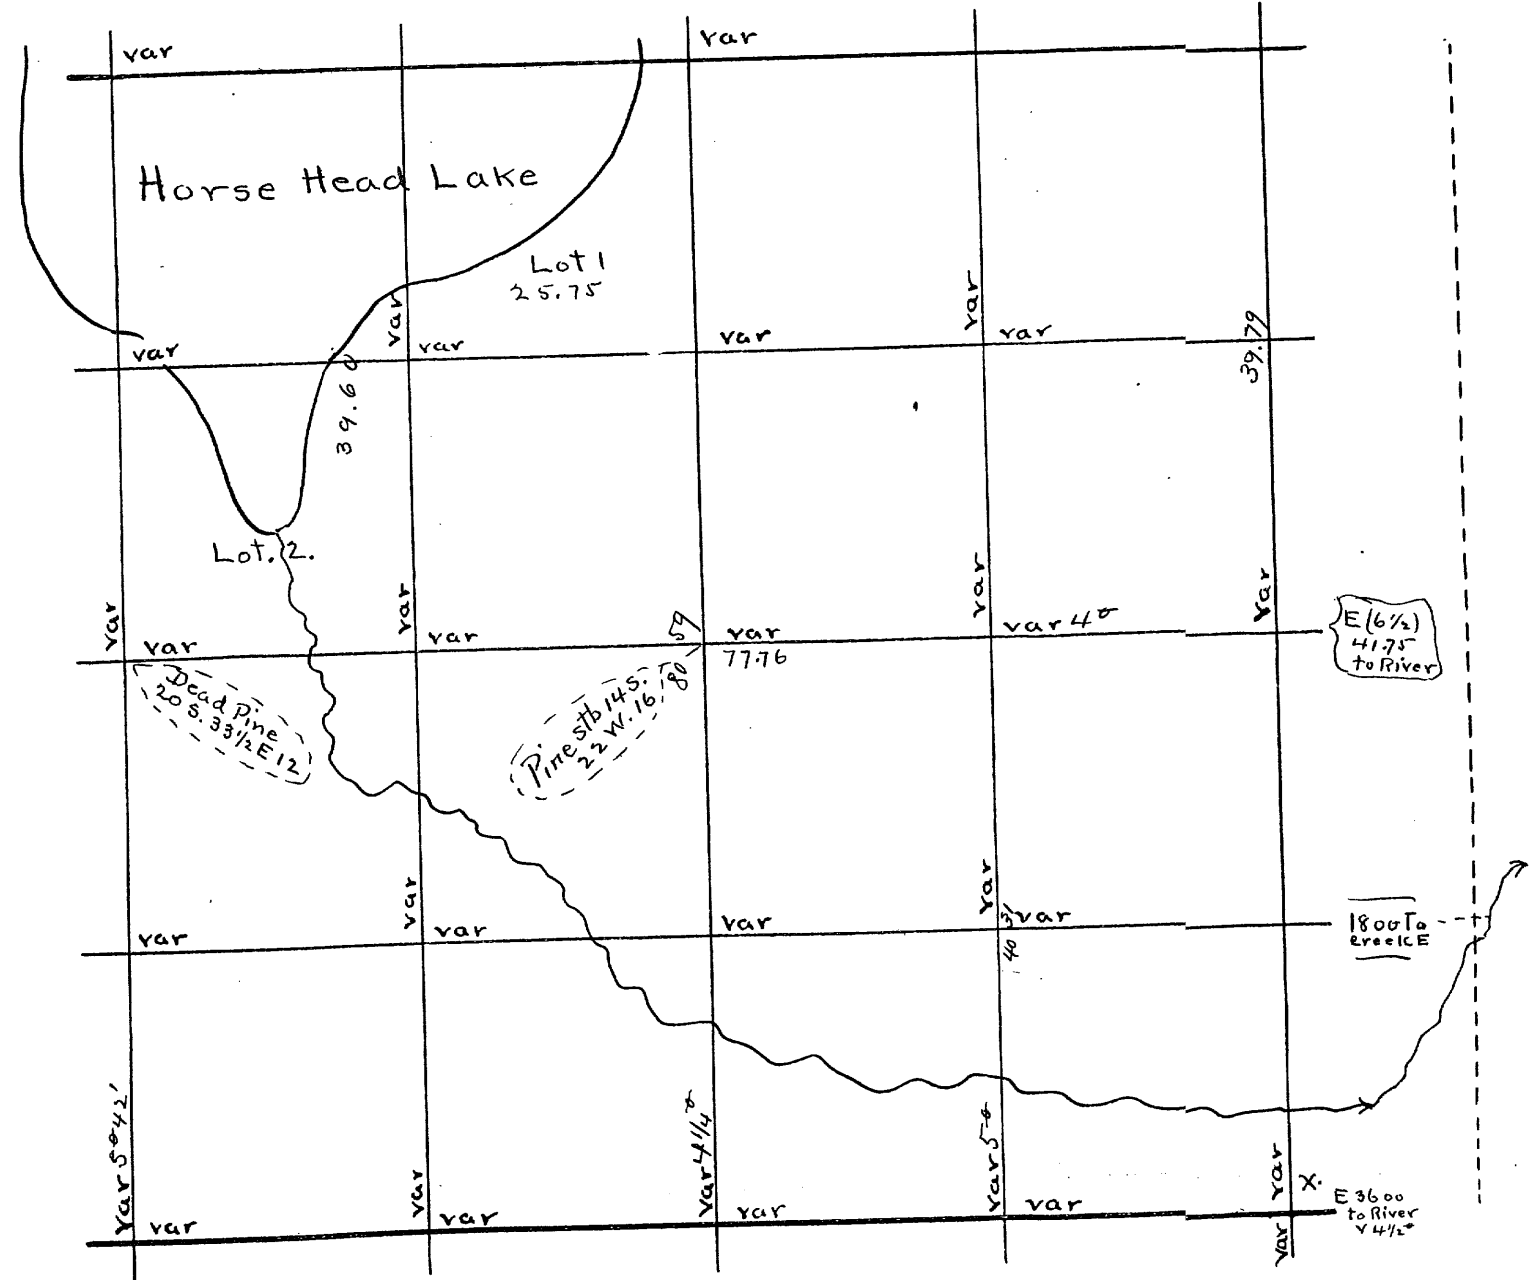 var
var
Horse Head Lake
Lot 1
25.75
var
var
var
var
var
var
39.79
39.60
Lot. 2.
var
var
var
var
var
var
59
var
var 4°
80
77.76
E (6½)
41.75
to River
Dead Pine
20 S. 33½ E 12
Pine stb 14 S.
22 W. 16
var
var
var
var
var
31
var
40
1800 To
creek E
var 5° 42'
var
var 4¼°
var 5°
var
x.
var
var
var
var
var
E 3600
to River
v 4½°